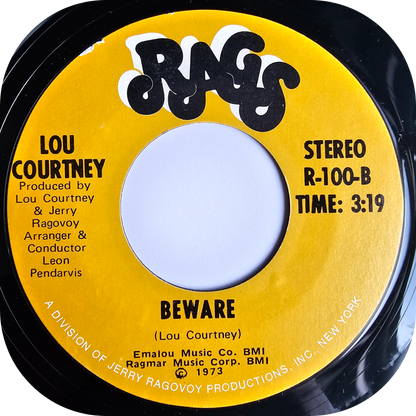 RAGS
LOU
COURTNEY
Produced by
Lou Courtney
& Jerry
Ragovoy
Arranger &
Conductor
Leon
Pendarvis
STEREO
R-100-B
TIME: 3:19
BEWARE
(Lou Courtney)
Emalou Music Co. BMI
Ragmar Music Corp. BMI
© 1973
A DIVISION OF JERRY RAGOVOY PRODUCTIONS, INC., NEW YORK